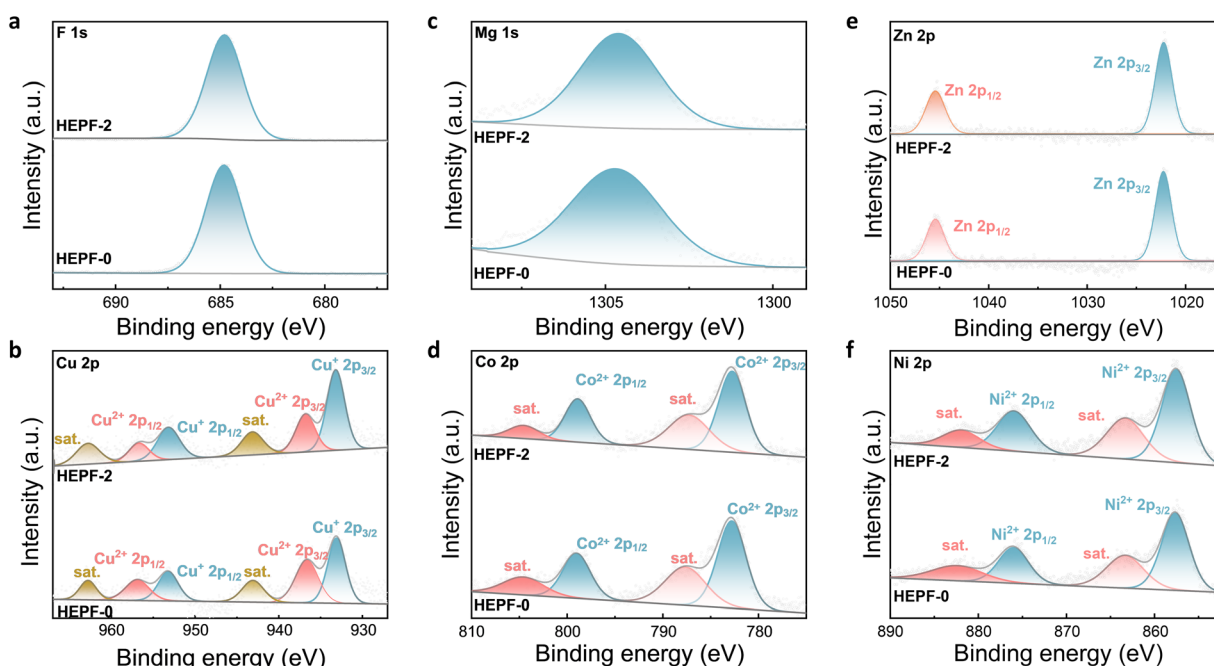 a
F 1s
HEPF-2
HEPF-0
Intensity (a.u.)
690
685
680
Binding energy (eV)
c
Mg 1s
HEPF-2
HEPF-0
Intensity (a.u.)
1305
1300
Binding energy (eV)
e
Zn 2p
Zn 2p1/2
Zn 2p3/2
HEPF-2
Zn 2p1/2
Zn 2p3/2
HEPF-0
Intensity (a.u.)
1050
1040
1030
1020
Binding energy (eV)
b
Cu 2p
Cu⁺ 2p3/2
Cu²⁺ 2p3/2
Cu²⁺ 2p1/2
Cu⁺ 2p1/2
sat.
sat.
HEPF-2
Cu⁺ 2p3/2
Cu²⁺ 2p1/2
Cu²⁺ 2p3/2
Cu⁺ 2p1/2
sat.
sat.
HEPF-0
Intensity (a.u.)
960
950
940
930
Binding energy (eV)
d
Co 2p
Co²⁺ 2p3/2
Co²⁺ 2p1/2
sat.
sat.
HEPF-2
Co²⁺ 2p3/2
Co²⁺ 2p1/2
sat.
sat.
HEPF-0
Intensity (a.u.)
810
800
790
780
Binding energy (eV)
f
Ni 2p
Ni²⁺ 2p3/2
Ni²⁺ 2p1/2
sat.
sat.
HEPF-2
Ni²⁺ 2p3/2
Ni²⁺ 2p1/2
sat.
sat.
HEPF-0
Intensity (a.u.)
890
880
870
860
Binding energy (eV)